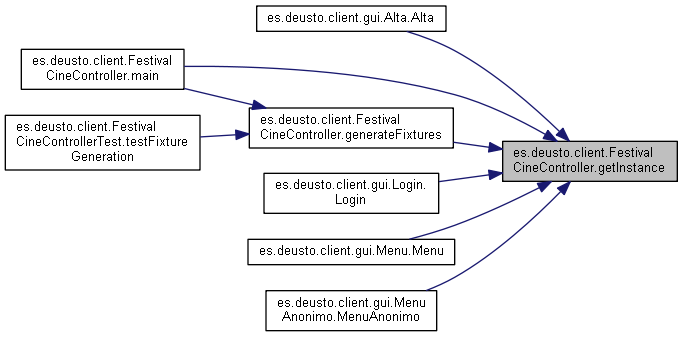 es.deusto.client.gui.Alta.Alta
es.deusto.client.Festival
CineController.main
es.deusto.client.Festival
CineController.generateFixtures
es.deusto.client.Festival
CineControllerTest.testFixture
Generation
es.deusto.client.Festival
CineController.getInstance
es.deusto.client.gui.Login.
Login
es.deusto.client.gui.Menu.Menu
es.deusto.client.gui.Menu
Anonimo.MenuAnonimo